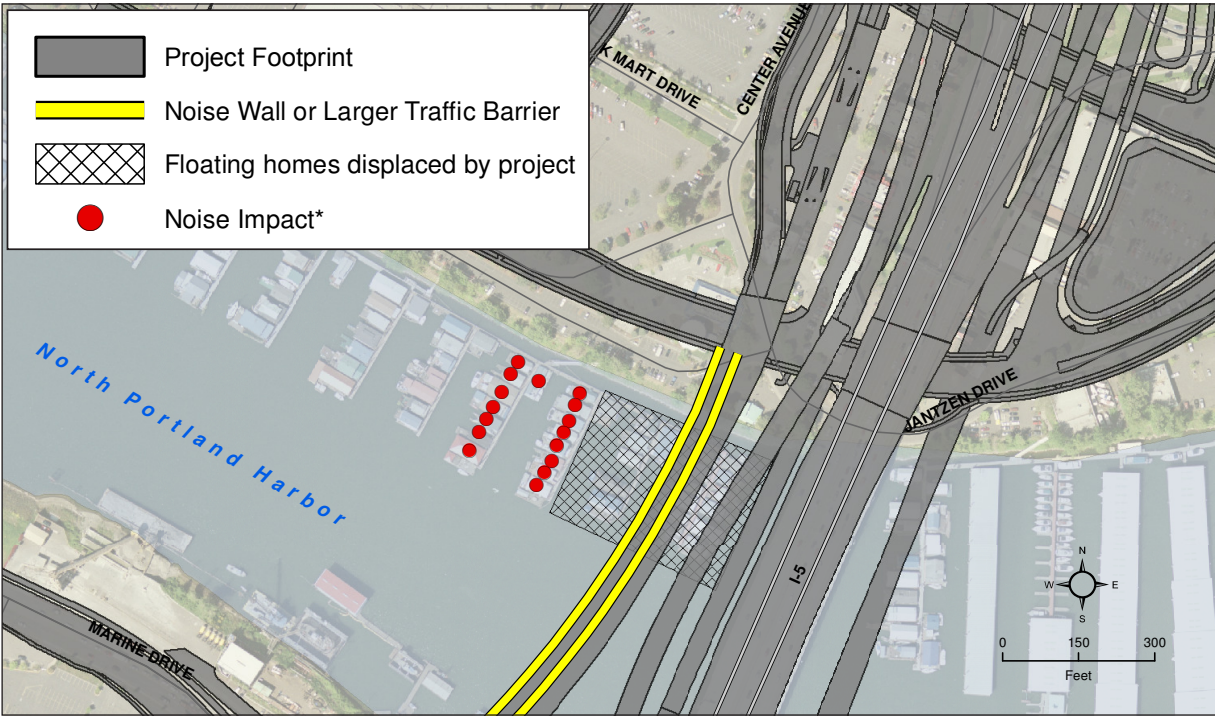 Project Footprint
Noise Wall or Larger Traffic Barrier
Floating homes displaced by project
Noise Impact*
K MART DRIVE
CENTER AVENUE
JANTZEN DRIVE
North Portland Harbor
I-5
MARINE DRIVE
N
W E
S
0 150 300
Feet